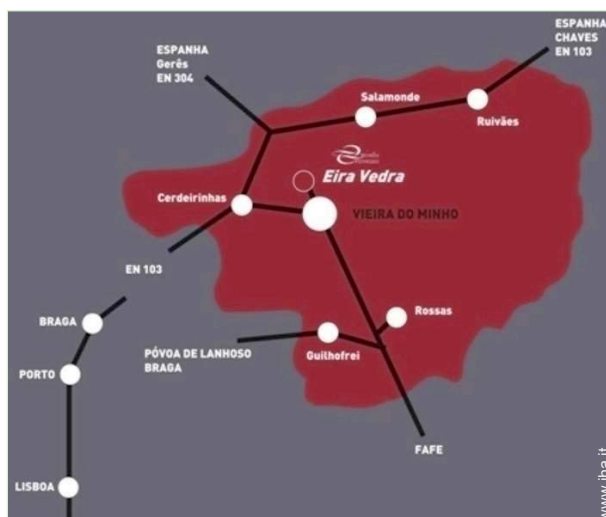 ESPANHA
CHAVES
EN 103
ESPANHA
Gerês
EN 304
Salamonde
Ruivães
Eira Vedra
Cerdeirinhas
VIEIRA DO MINHO
EN 103
BRAGA
Rossas
PÓVOA DE LANHOSO
BRAGA
Guilhofrei
PORTO
FAFE
LISBOA
www.iha.it